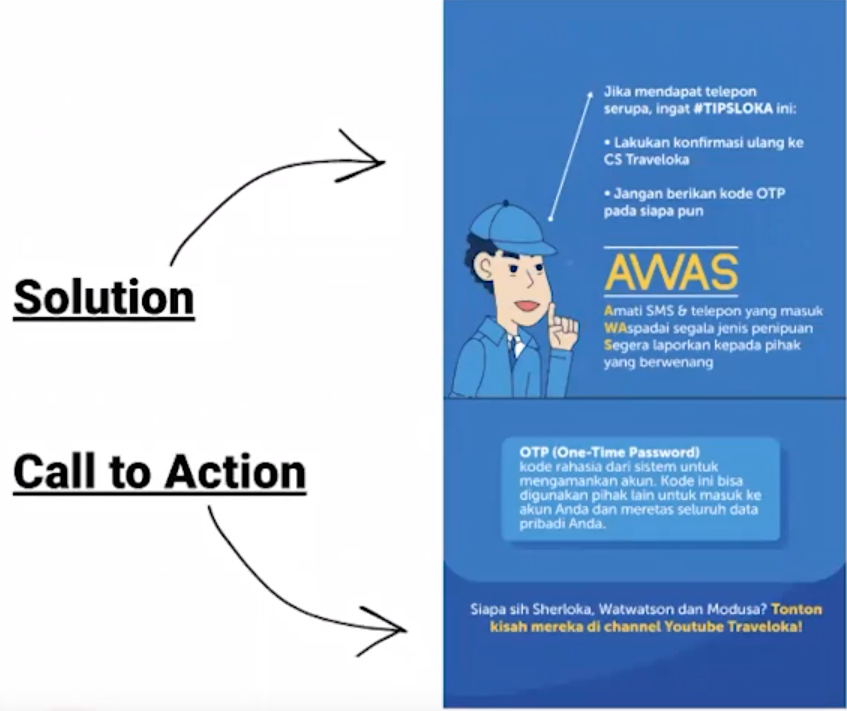 Solution
Call to Action
Jika mendapat telepon
serupa, ingat #TIPSLOKA ini:
• Lakukan konfirmasi ulang ke
CS Traveloka
• Jangan berikan kode OTP
pada siapa pun
AWAS
Amati SMS & telepon yang masuk
WAspadai segala jenis penipuan
Segera laporkan kepada pihak
yang berwenang
OTP (One-Time Password)
kode rahasia dari sistem untuk
mengamankan akun. Kode ini bisa
digunakan pihak lain untuk masuk ke
akun Anda dan meretas seluruh data
pribadi Anda.
Siapa sih Sherloka, Watwatson dan Modusa? Tonton
kisah mereka di channel Youtube Traveloka!